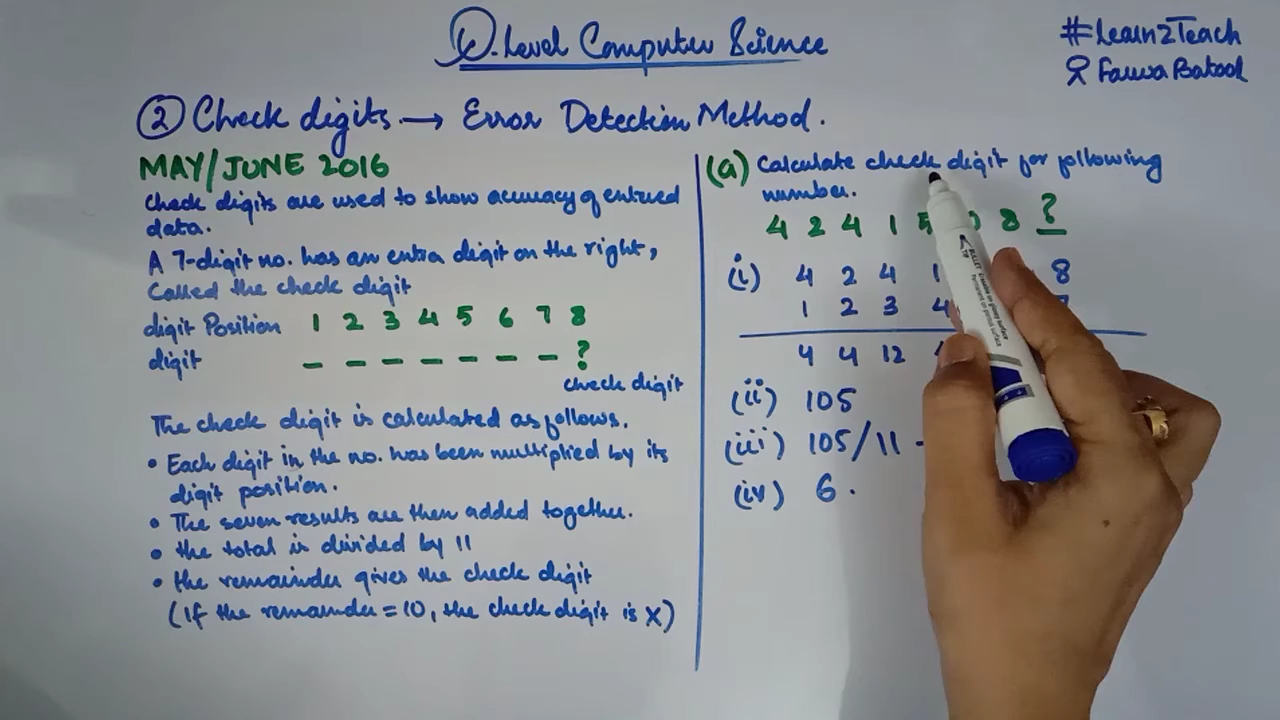 O-Level Computer Science
#Learn2Teach
Fawa Batool
② Check digits → Error Detection Method.
MAY/JUNE 2016
Check digits are used to show accuracy of entered
data.
A 7-digit no. has an extra digit on the right,
called the check digit
digit Position 1 2 3 4 5 6 7 8
digit _ _ _ _ _ _ _ ?
check digit
The check digit is calculated as follows.
• Each digit in the no. has been multiplied by its
digit position.
• The seven results are then added together.
• the total is divided by 11
• the remainder gives the check digit
(If the remainder = 10, the check digit is X)
(a) Calculate check digit for following
number.
4 2 4 1 5 8 ?
(i) 4 2 4 1 8
1 2 3 4
4 4 12
(ii) 105
(iii) 105/11
(iv) 6.